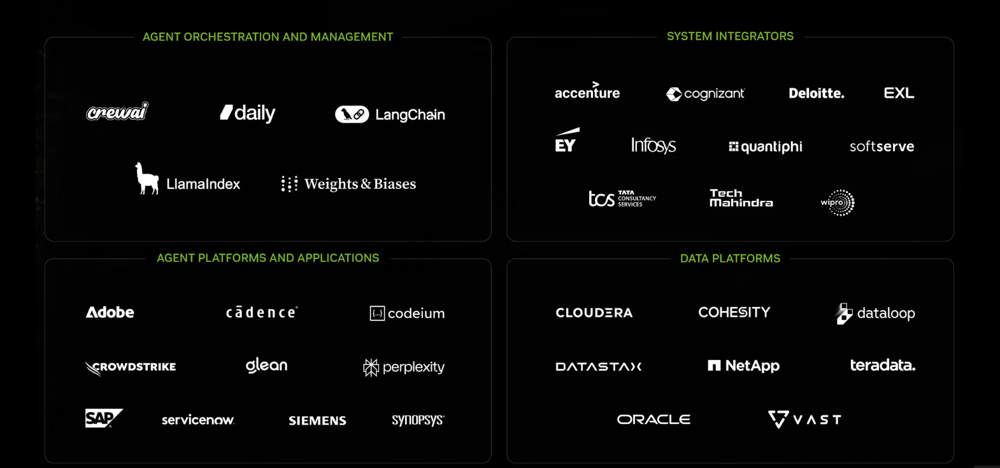 AGENT ORCHESTRATION AND MANAGEMENT
crewai
daily
LangChain
LlamaIndex
Weights & Biases
SYSTEM INTEGRATORS
accenture
cognizant
Deloitte.
EXL
EY
Infosys
quantiphi
softserve
tcs TATA
CONSULTANCY
SERVICES
Tech
Mahindra
wipro
AGENT PLATFORMS AND APPLICATIONS
Adobe
cādence®
{...} codeium
CROWDSTRIKE
glean
perplexity
SAP®
servicenow®
SIEMENS
SYNOPSYS®
DATA PLATFORMS
CLOUDERA
COHESITY
dataloop
DATASTAX
NetApp
teradata.
ORACLE
VAST